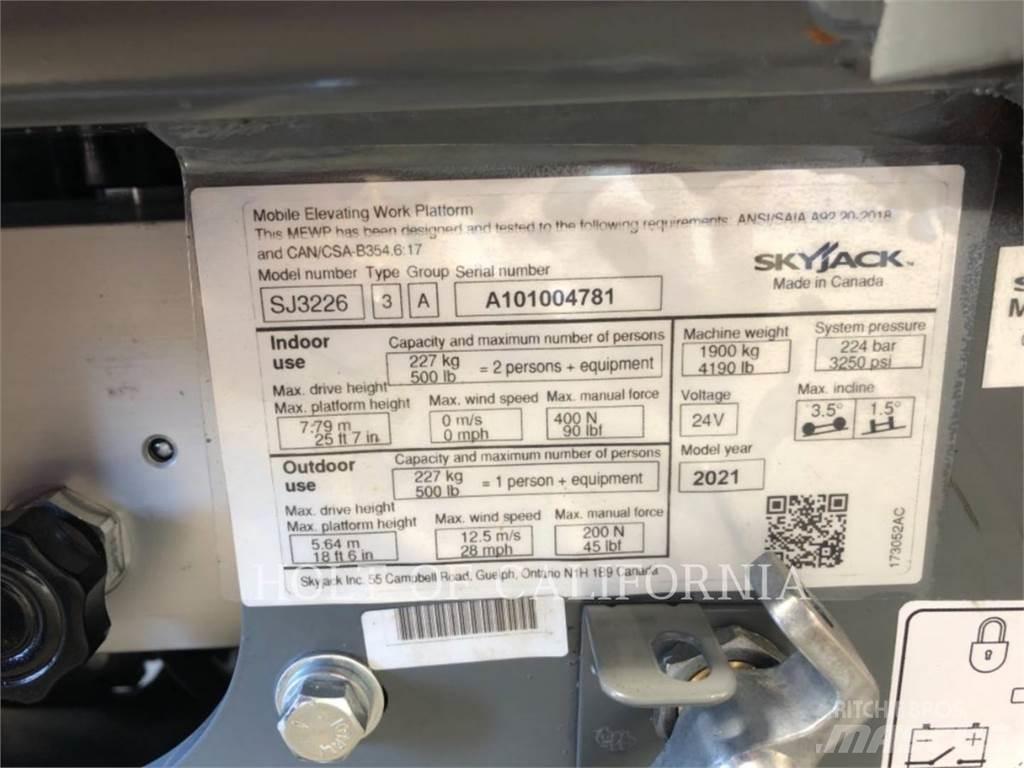 Mobile Elevating Work Platform
This MEWP has been designed and tested to the following requirements: ANSI/SAIA A92.20-2018
and CAN/CSA-B354.6:17
SKYJACK
Made in Canada
Model number Type Group Serial number
SJ3226 3 A A101004781
Indoor use
Capacity and maximum number of persons
227 kg
500 lb
= 2 persons + equipment
Max. drive height
Max. platform height
7.79 m
25 ft 7 in
Max. wind speed
0 m/s
0 mph
Max. manual force
400 N
90 lbf
Outdoor use
Capacity and maximum number of persons
227 kg
500 lb
= 1 person + equipment
Max. drive height
Max. platform height
5.64 m
18 ft 6 in
Max. wind speed
12.5 m/s
28 mph
Max. manual force
200 N
45 lbf
Machine weight
1900 kg
4190 lb
System pressure
224 bar
3250 psi
Voltage
24V
Max. incline
3.5° 1.5°
Model year
2021
173052AC
Skyjack Inc. 55 Campbell Road, Guelph, Ontario N1H 1B9 Canada
HOLT OF CALIFORNIA
RITCHIE BROS